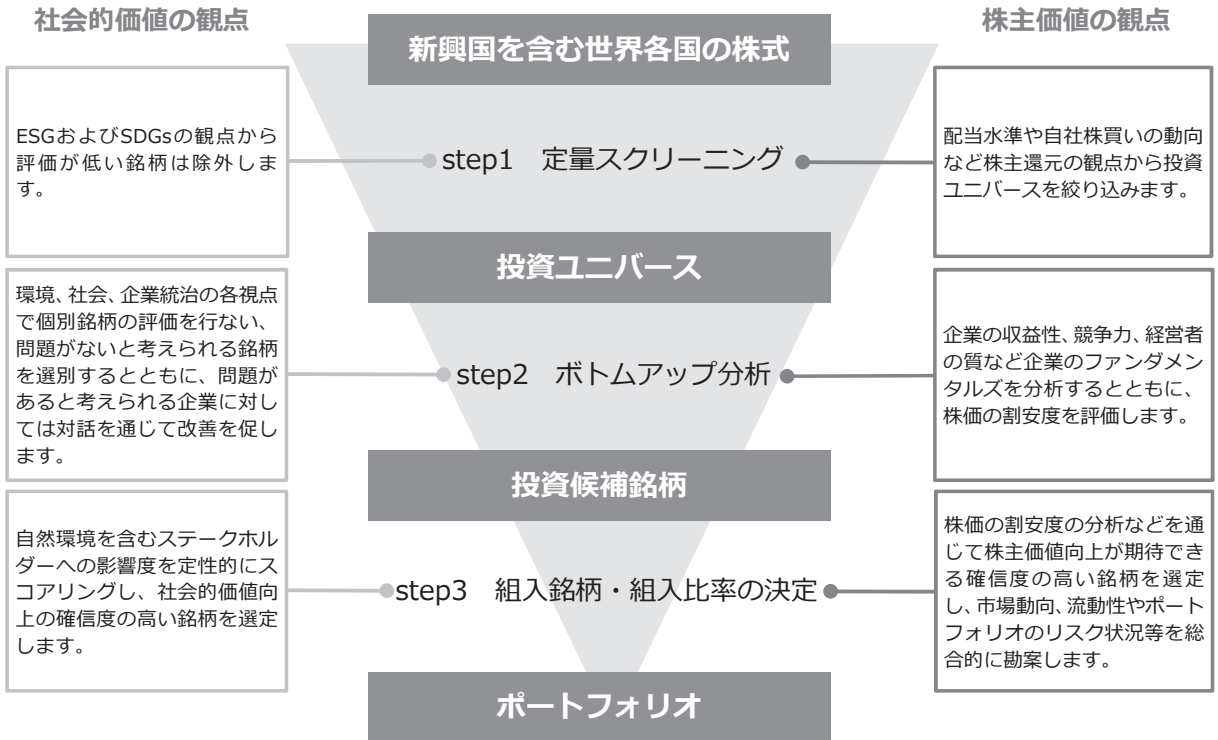 社会的価値の観点
株主価値の観点
新興国を含む世界各国の株式
ESGおよびSDGsの観点から
評価が低い銘柄は除外しま
す。
step1 定量スクリーニング
配当水準や自社株買いの動向
など株主還元の観点から投資
ユニバースを絞り込みます。
投資ユニバース
環境、社会、企業統治の各視点
で個別銘柄の評価を行ない、
問題がないと考えられる銘柄
を選別するとともに、問題が
あると考えられる企業に対し
ては対話を通じて改善を促し
ます。
step2 ボトムアップ分析
企業の収益性、競争力、経営者
の質など企業のファンダメン
タルズを分析するとともに、
株価の割安度を評価します。
投資候補銘柄
自然環境を含むステークホル
ダーへの影響度を定性的にス
コアリングし、社会的価値向
上の確信度の高い銘柄を選定
します。
step3 組入銘柄・組入比率の決定
株価の割安度の分析などを通
じて株主価値向上が期待でき
る確信度の高い銘柄を選定
し、市場動向、流動性やポート
フォリオのリスク状況等を総
合的に勘案します。
ポートフォリオ